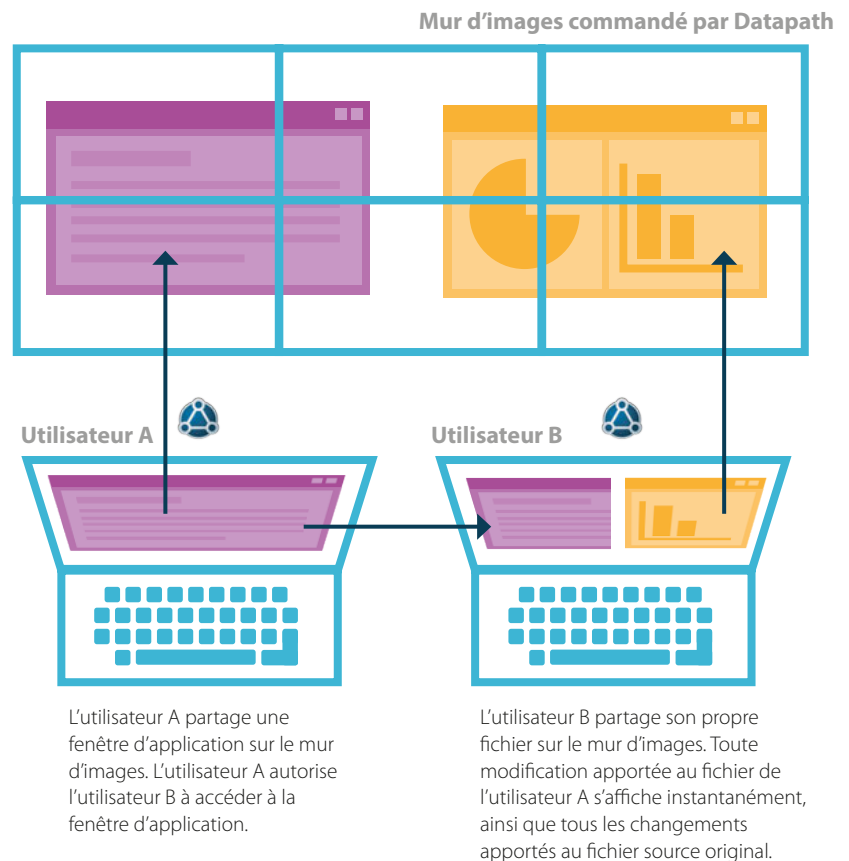 Mur d’images commandé par Datapath
Utilisateur A
Utilisateur B
L’utilisateur A partage une
fenêtre d’application sur le mur
d’images. L’utilisateur A autorise
l’utilisateur B à accéder à la
fenêtre d’application.
L’utilisateur B partage son propre
fichier sur le mur d’images. Toute
modification apportée au fichier de
l’utilisateur A s’affiche instantanément,
ainsi que tous les changements
apportés au fichier source original.